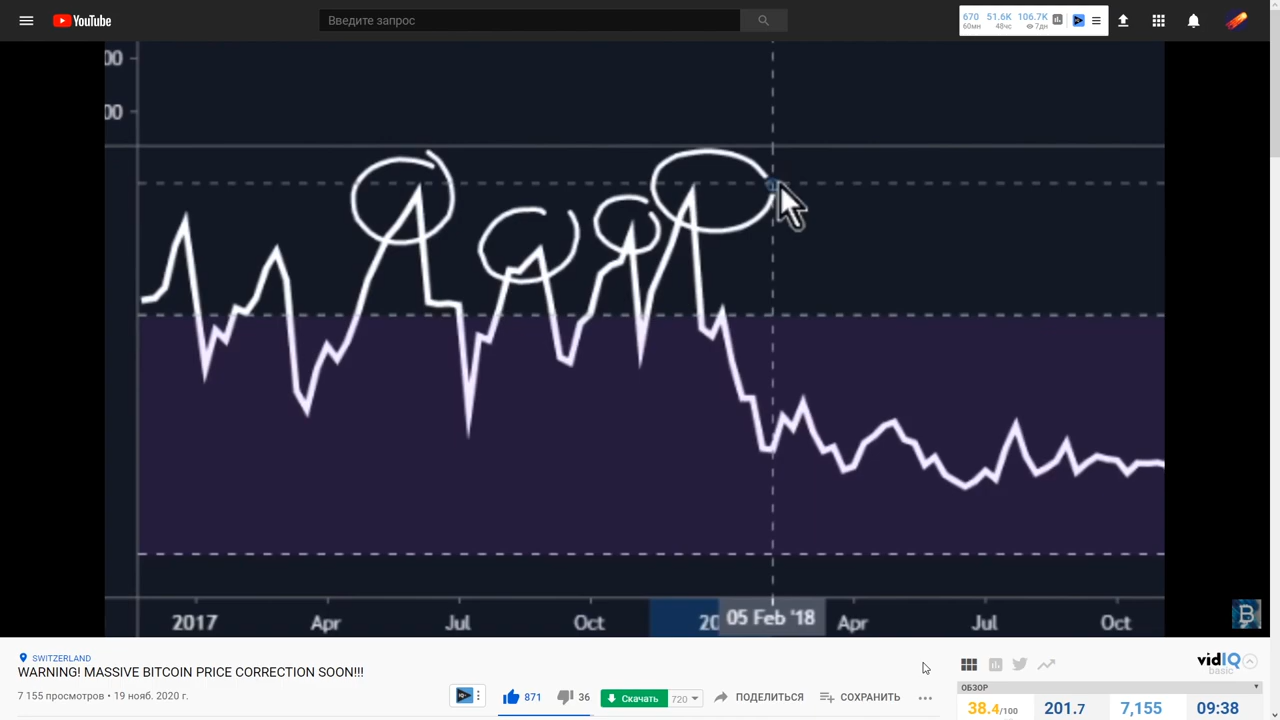 YouTube
Введите запрос
670 51.6K 106.7K
60мн 48чс 7дн
00
00
2017 Apr Jul Oct 20 05 Feb '18 Apr Jul Oct
B
SWITZERLAND
WARNING! MASSIVE BITCOIN PRICE CORRECTION SOON!!!
7 155 просмотров • 19 нояб. 2020 г.
IQ 871 36 Скачать 720 ПОДЕЛИТЬСЯ СОХРАНИТЬ
vidIQ
basic
ОБЗОР
38.4/100 201.7 7,155 09:38